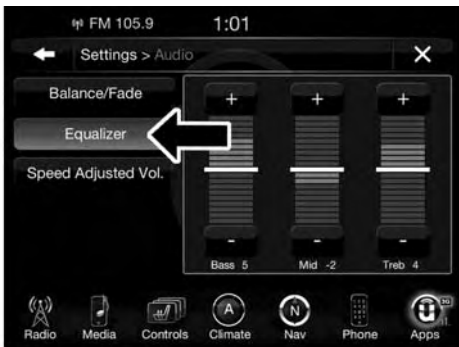 FM 105.9 1:01
Settings > Audio
Balance/Fade
Equalizer
Speed Adjusted Vol.
+ + +
- - -
Bass 5 Mid -2 Treb 4
A N 3G
Radio Media Controls Climate Nav Phone Apps